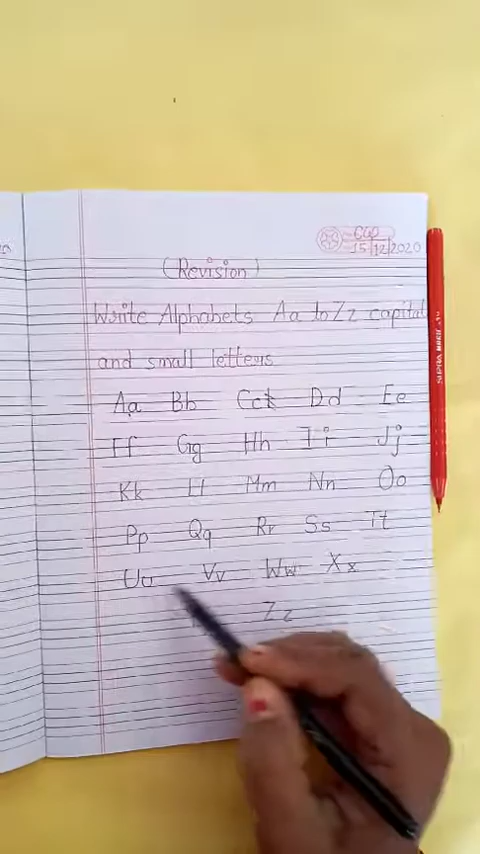 CW
15/12/2020
(Revision)
Write Alphabets Aa to Zz capital
and small letters
Aa Bb Cc Dd Ee
Ff Gg Hh Ii Jj
Kk Ll Mm Nn Oo
Pp Qq Rr Ss Tt
Uu Vv Ww Xx
Zz